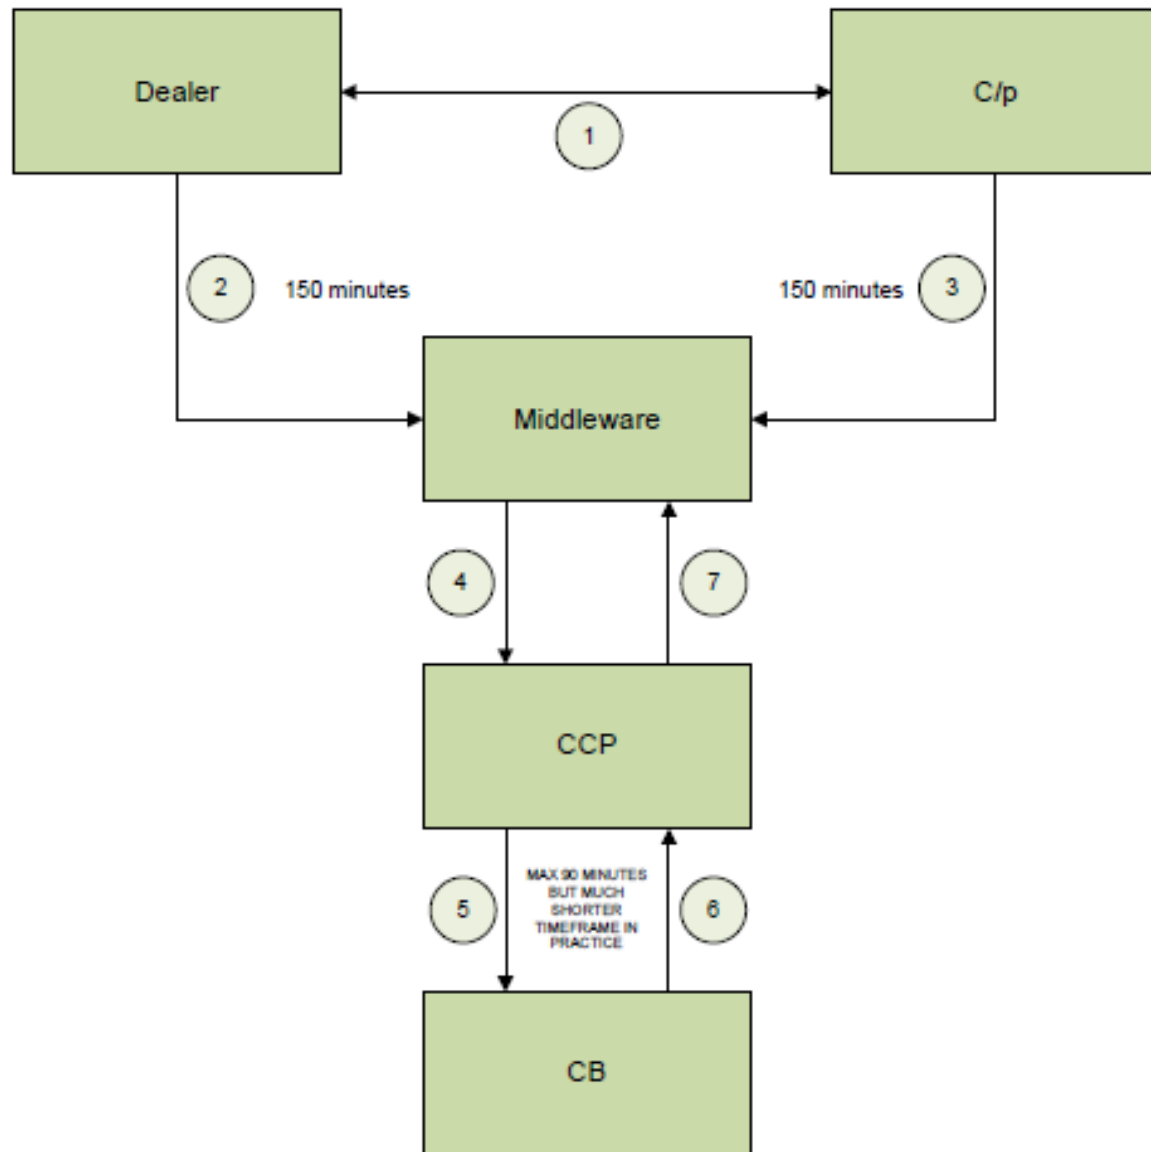 Dealer
C/p
1
2
150 minutes
150 minutes
3
Middleware
4
7
CCP
5
MAX 90 MINUTES
BUT MUCH
SHORTER
TIMEFRAME IN
PRACTICE
6
CB